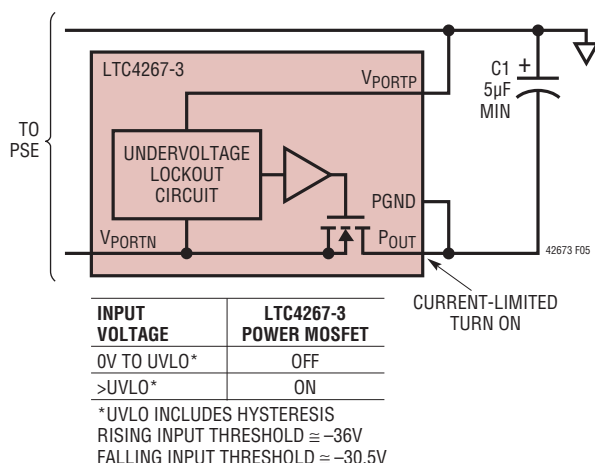 LTC4267-3
VPORTP
C1
+
5µF
MIN
TO
PSE
UNDERVOLTAGE
LOCKOUT
CIRCUIT
PGND
VPORTN
POUT
42673 F05
CURRENT-LIMITED
TURN ON
INPUT VOLTAGE
LTC4267-3 POWER MOSFET
0V TO UVLO* OFF
>UVLO* ON
*UVLO INCLUDES HYSTERESIS
RISING INPUT THRESHOLD ≅ –36V
FALLING INPUT THRESHOLD ≅ –30.5V